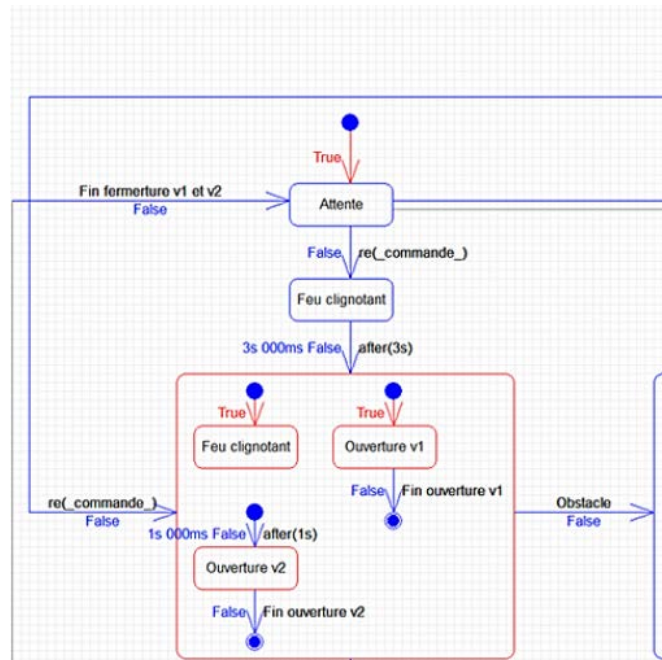 True
Fin fermerture v1 et v2
False
Attente
False
re(_commande_)
Feu clignotant
3s 000ms False
after(3s)
True
True
Feu clignotant
Ouverture v1
re(_commande_)
False
False
Fin ouverture v1
Obstacle
False
1s 000ms False
after(1s)
Ouverture v2
False
Fin ouverture v2